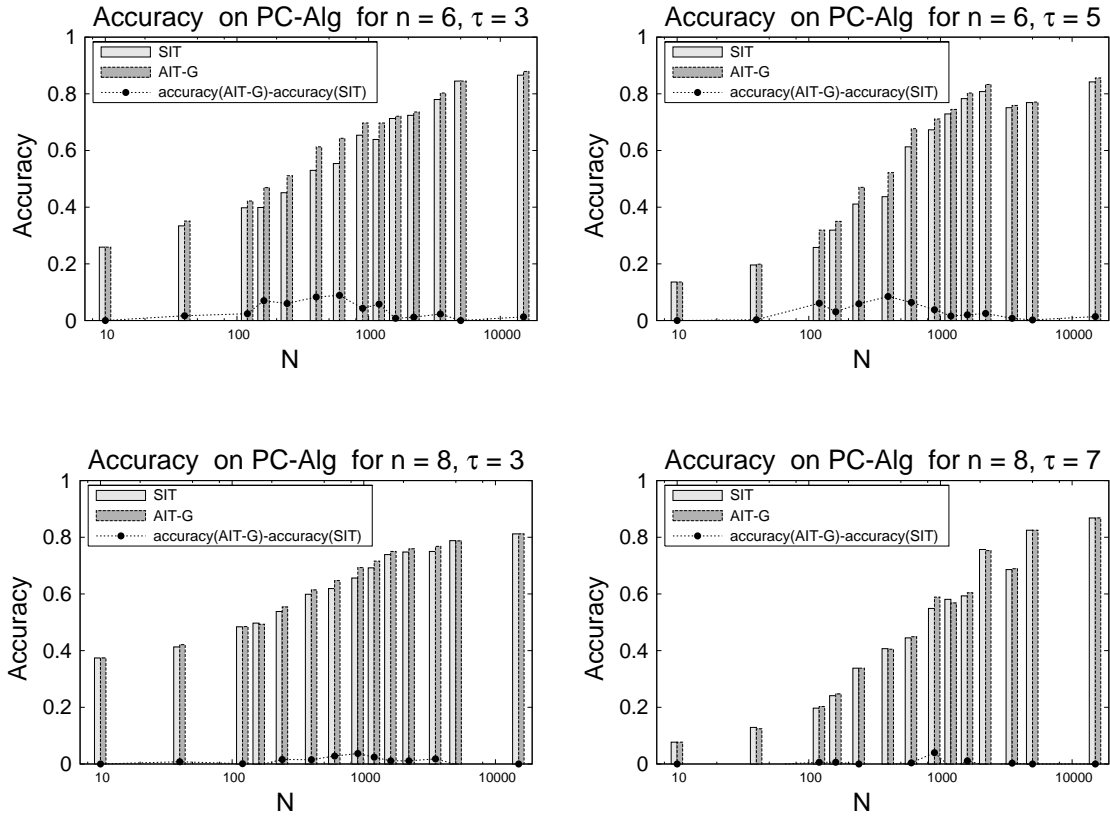 Accuracy on PC-Alg for n = 6, τ = 3
1
0.8
0.6
0.4
0.2
0
Accuracy
SIT
AIT-G
accuracy(AIT-G)-accuracy(SIT)
10
100
1000
10000
N
Accuracy on PC-Alg for n = 6, τ = 5
1
0.8
0.6
0.4
0.2
0
Accuracy
SIT
AIT-G
accuracy(AIT-G)-accuracy(SIT)
10
100
1000
10000
N
Accuracy on PC-Alg for n = 8, τ = 3
1
0.8
0.6
0.4
0.2
0
Accuracy
SIT
AIT-G
accuracy(AIT-G)-accuracy(SIT)
10
100
1000
10000
N
Accuracy on PC-Alg for n = 8, τ = 7
1
0.8
0.6
0.4
0.2
0
Accuracy
SIT
AIT-G
accuracy(AIT-G)-accuracy(SIT)
10
100
1000
10000
N